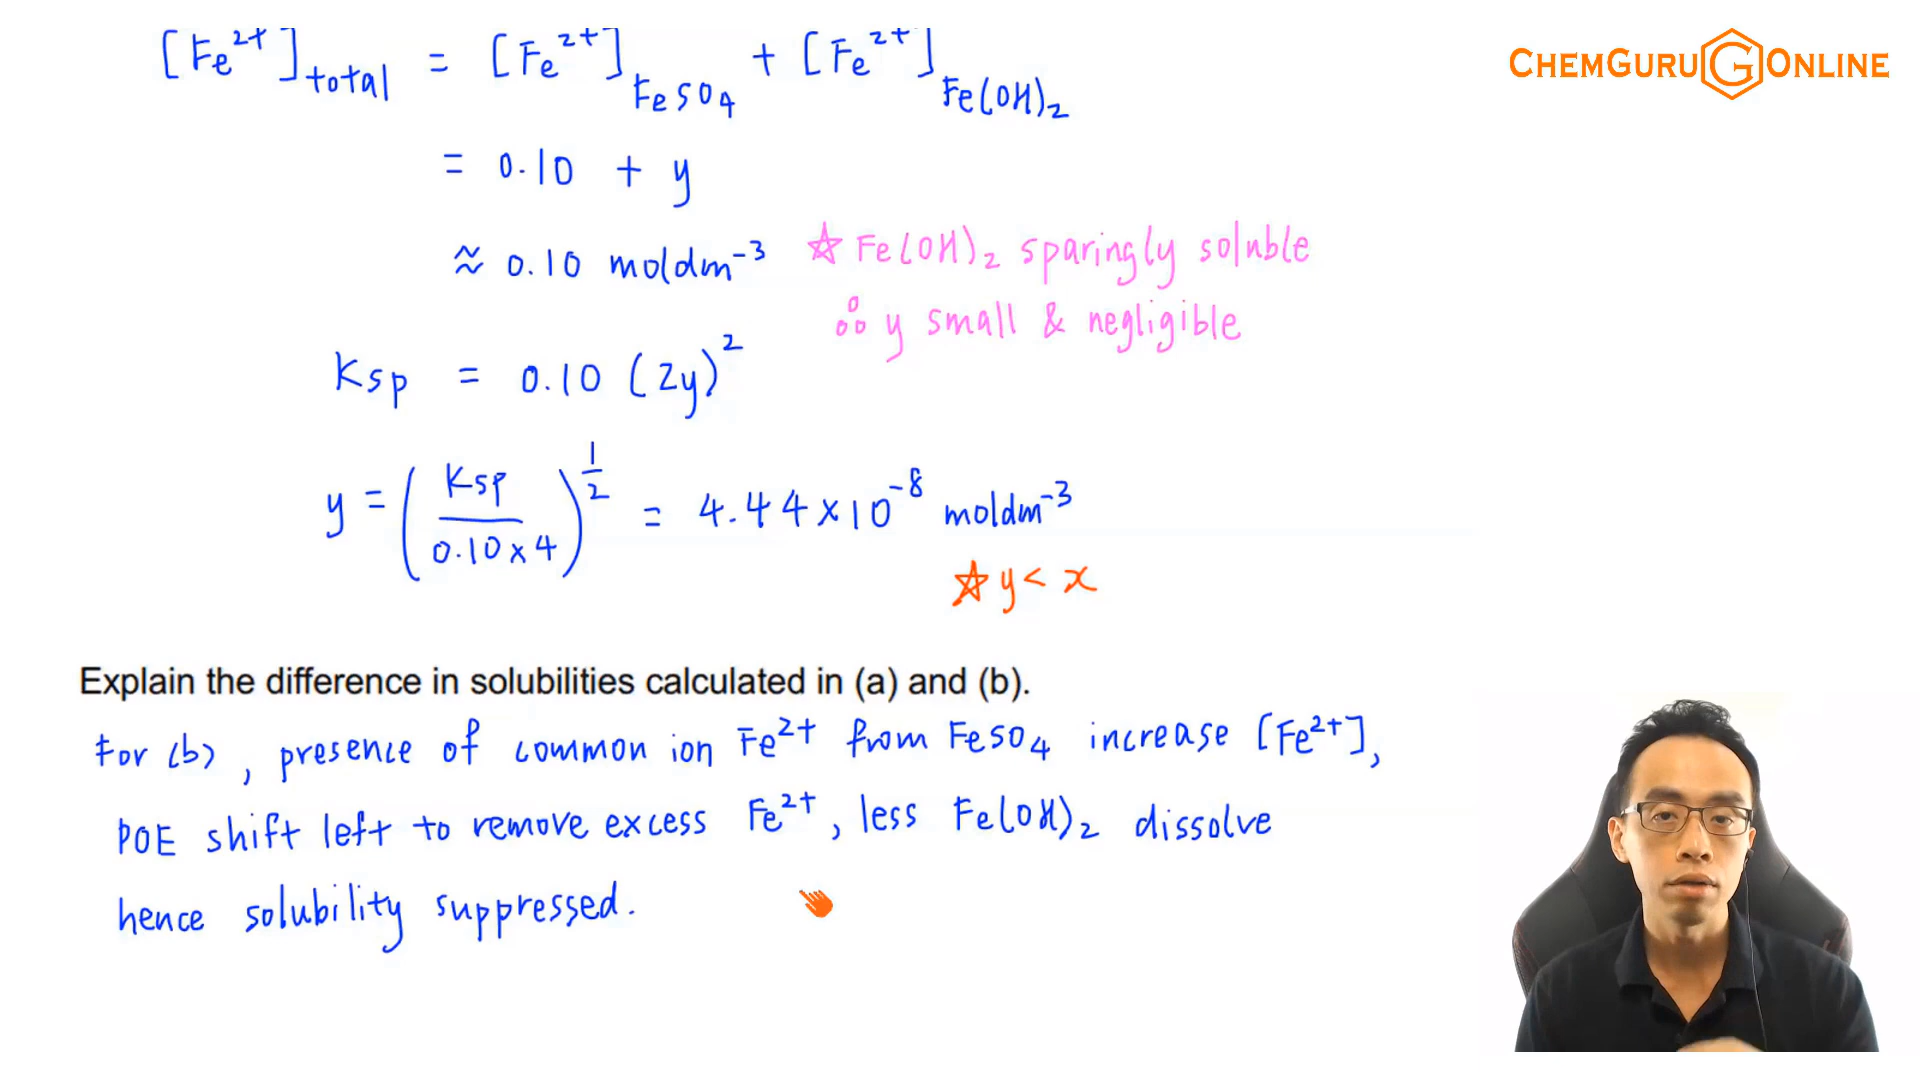 [Fe²⁺]total = [Fe²⁺]FeSO₄ + [Fe²⁺]Fe(OH)₂
CHEMGURU G ONLINE
= 0.10 + y
≈ 0.10 moldm⁻³ ☆ Fe(OH)₂ sparingly soluble
∴ y small & negligible
Ksp = 0.10 (2y)²
y = (Ksp / 0.10 x 4)^½ = 4.44 x 10⁻⁸ moldm⁻³
☆ y < x
Explain the difference in solubilities calculated in (a) and (b).
For (b), presence of common ion Fe²⁺ from FeSO₄ increase [Fe²⁺],
POE shift left to remove excess Fe²⁺, less Fe(OH)₂ dissolve
hence solubility suppressed.